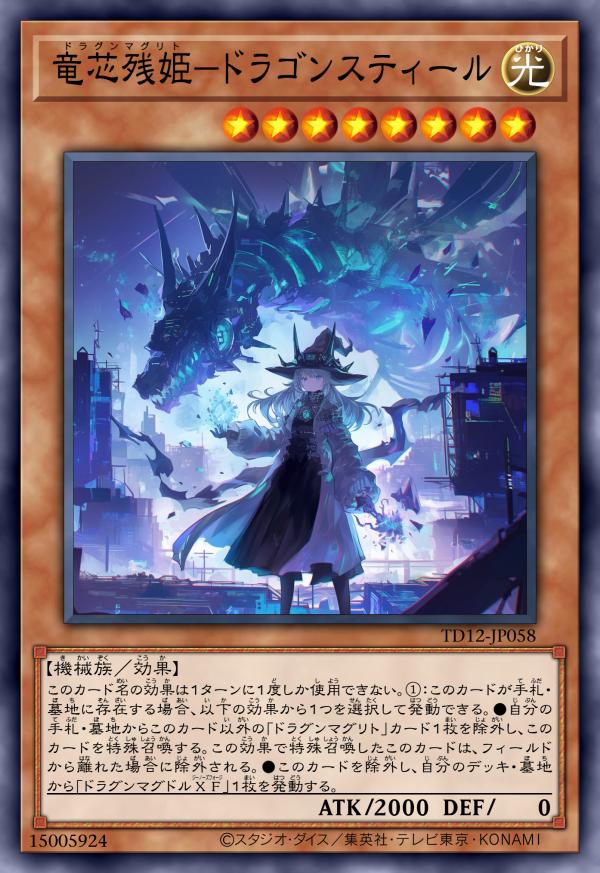 ドラグンマグリト
竜芯残姫－ドラゴンスティール
ひかり
光
TD12-JP058
【機械族／効果】
このカード名の効果は1ターンに1度しか使用できない。①：このカードが手札・
墓地に存在する場合、以下の効果から1つを選択して発動できる。●自分の
手札・墓地からこのカード以外の「ドラグンマグリト」カード1枚を除外し、この
カードを特殊召喚する。この効果で特殊召喚したこのカードは、フィールド
から離れた場合に除外される。●このカードを除外し、自分のデッキ・墓地
から「ドラグンマグドルＸＦ」1枚を発動する。
ATK/2000 DEF/ 0
15005924 ©スタジオ・ダイス／集英社・テレビ東京・KONAMI